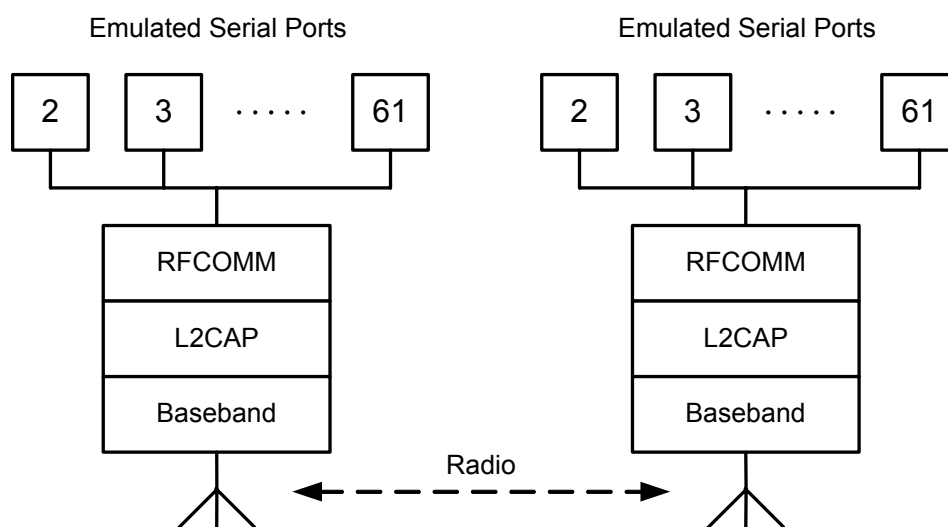 Emulated Serial Ports
Emulated Serial Ports
2 3 ..... 61
2 3 ..... 61
RFCOMM
RFCOMM
L2CAP
L2CAP
Baseband
Baseband
Radio